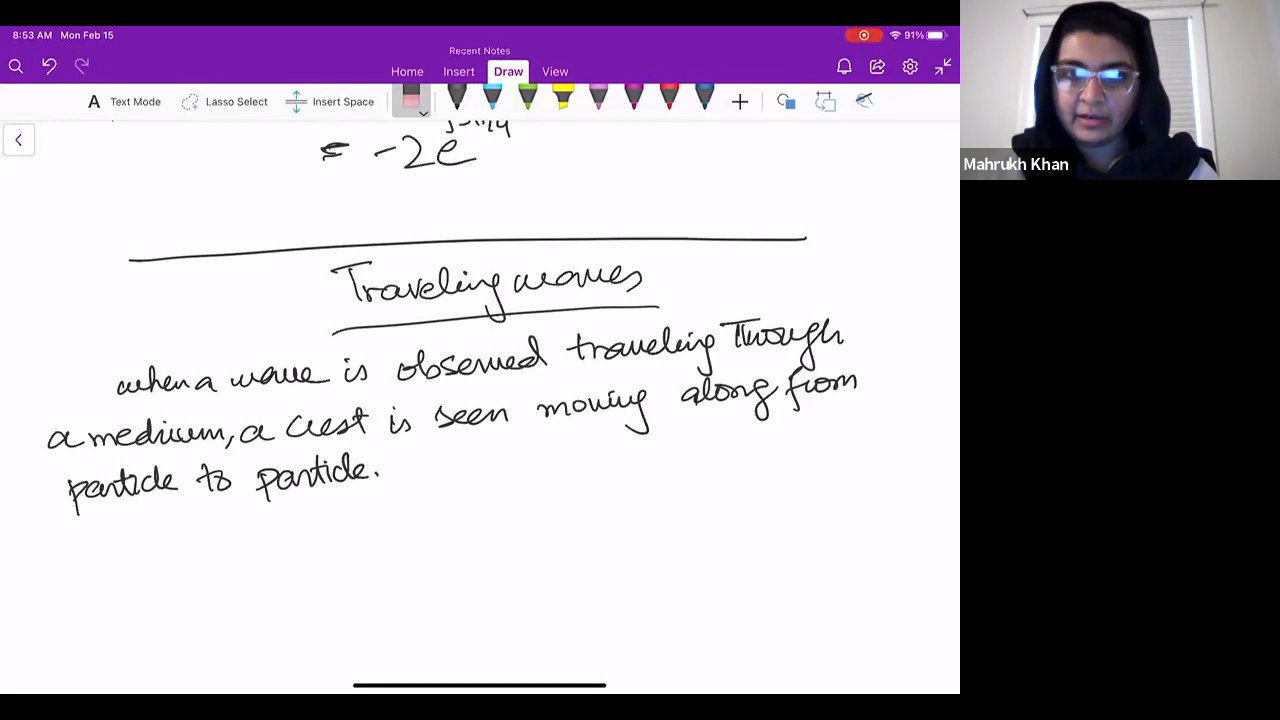 8:53 AM Mon Feb 15
91%
Recent Notes
Home Insert Draw View
Text Mode Lasso Select Insert Space
= -2e
Traveling waves
when a wave is observed traveling Through
a medium, a Crest is seen moving along from
particle to particle.
Mahrukh Khan